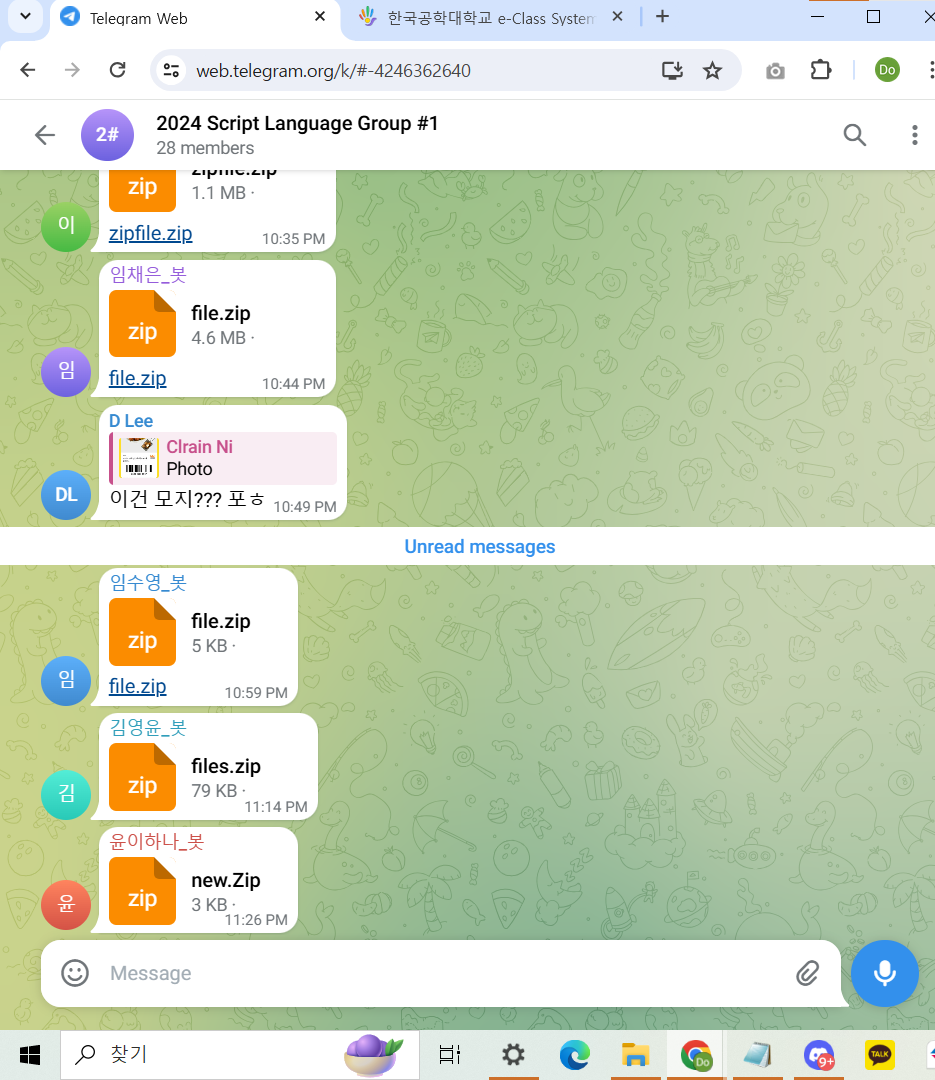 Telegram Web
한국공학대학교 e-Class System
web.telegram.org/k/#-4246362640
Do
2#
2024 Script Language Group #1
28 members
zip
zipfile.zip
1.1 MB ·
이
zipfile.zip
10:35 PM
임채은_봇
zip
file.zip
4.6 MB ·
임
file.zip
10:44 PM
D Lee
Clrain Ni
Photo
DL
이건 모지??? 포ㅎ
10:49 PM
Unread messages
임수영_봇
zip
file.zip
5 KB ·
임
file.zip
10:59 PM
김영윤_봇
zip
files.zip
79 KB ·
김
11:14 PM
윤이하나_봇
zip
new.Zip
3 KB ·
윤
11:26 PM
Message
찾기
Do
9+
TALK